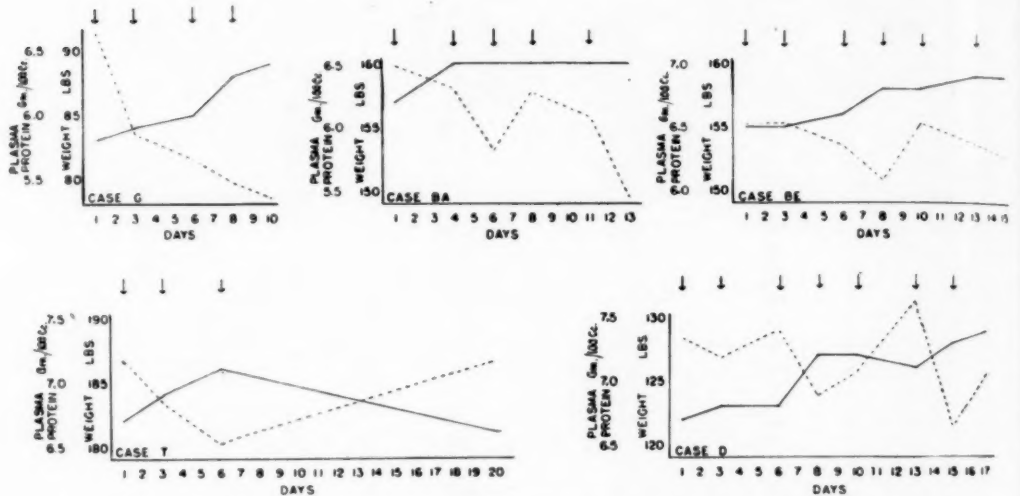 6.5
6.0
5.5
PLASMA PROTEIN Gm./100Cc.
WEIGHT LBS
90
85
80
CASE G
1 2 3 4 5 6 7 8 9 10
DAYS
6.5
6.0
5.5
PLASMA PROTEIN Gm./100Cc.
WEIGHT LBS
160
155
150
CASE BA
1 2 3 4 5 6 7 8 9 10 11 12 13
DAYS
7.0
6.5
6.0
PLASMA PROTEIN Gm./100Cc.
WEIGHT LBS
160
155
150
CASE BE
1 2 3 4 5 6 7 8 9 10 11 12 13 14 15
DAYS
7.5
7.0
6.5
PLASMA PROTEIN Gm./100Cc.
WEIGHT LBS
190
185
180
CASE T
1 2 3 4 5 6 7 8 9 10 11 12 13 14 15 17 18 19 20
DAYS
7.5
7.0
6.5
PLASMA PROTEIN Gm./100Cc.
WEIGHT LBS
130
125
120
CASE D
1 2 3 4 5 6 7 8 9 10 11 12 13 14 15 16 17
DAYS